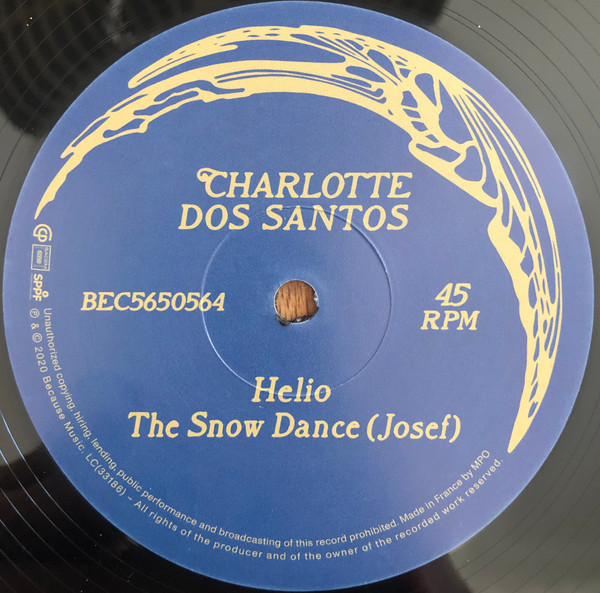 CHARLOTTE
DOS SANTOS
BEC5650564
45
RPM
Helio
The Snow Dance (Josef)
SPPF
Unauthorized copying, hiring, lending, public performance and broadcasting of this record prohibited. Made in France by MPO
℗ & © 2020 Because Music. LC(33186) – All rights of the producer and of the owner of the recorded work reserved.